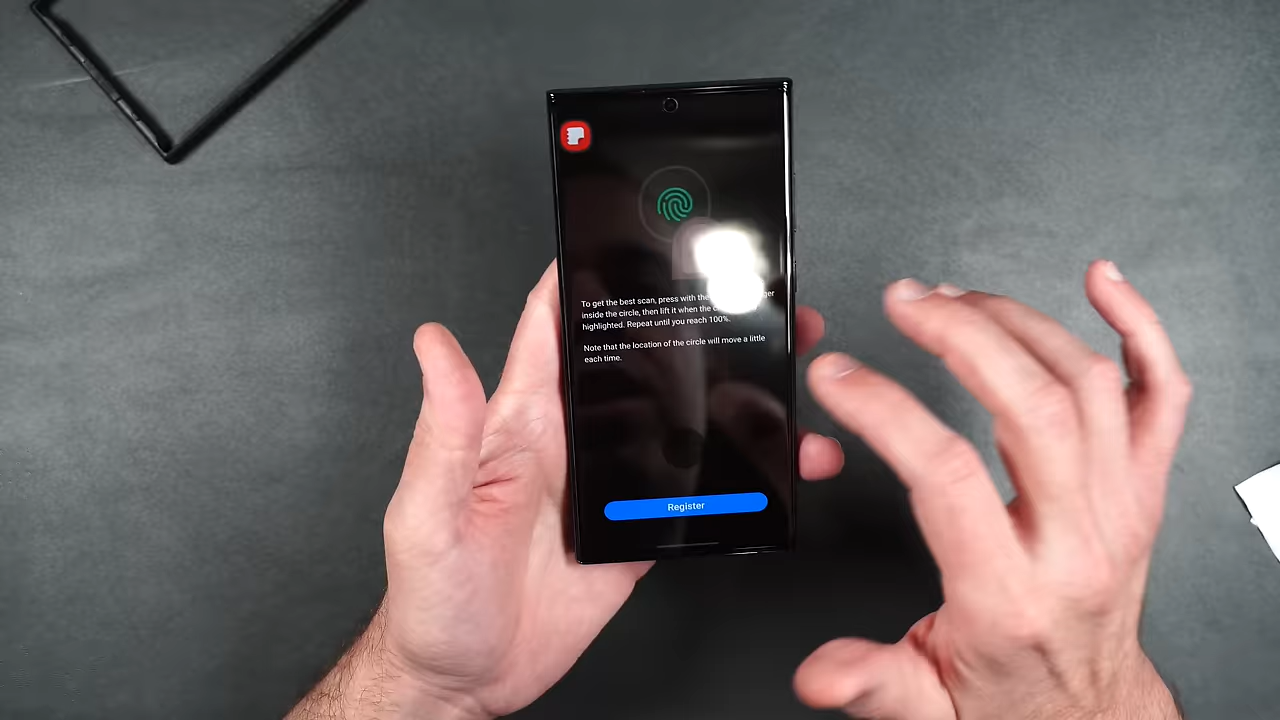 To get the best scan, press with the
inside the circle, then lift it when the
highlighted. Repeat until you reach 100%.
Note that the location of the circle will move a little
each time.
Register